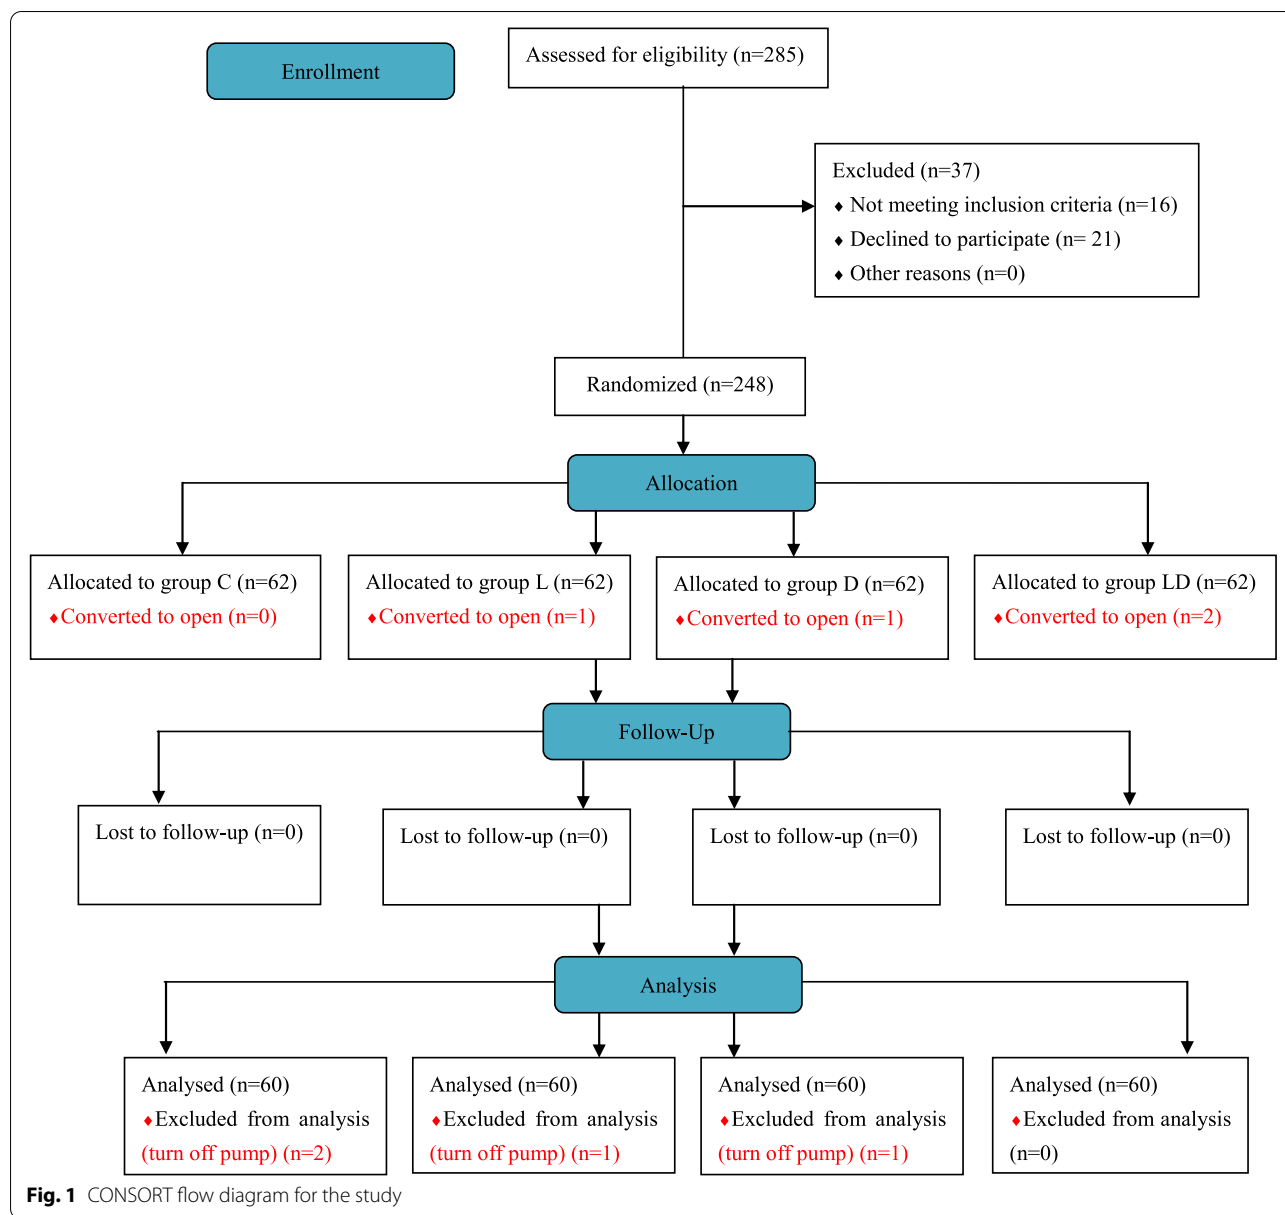 Enrollment
Assessed for eligibility (n=285)
Excluded (n=37)
♦ Not meeting inclusion criteria (n=16)
♦ Declined to participate (n= 21)
♦ Other reasons (n=0)
Randomized (n=248)
Allocation
Allocated to group C (n=62)
♦Converted to open (n=0)
Allocated to group L (n=62)
♦Converted to open (n=1)
Allocated to group D (n=62)
♦Converted to open (n=1)
Allocated to group LD (n=62)
♦Converted to open (n=2)
Follow-Up
Lost to follow-up (n=0)
Lost to follow-up (n=0)
Lost to follow-up (n=0)
Lost to follow-up (n=0)
Analysis
Analysed (n=60)
♦Excluded from analysis
(turn off pump) (n=2)
Analysed (n=60)
♦Excluded from analysis
(turn off pump) (n=1)
Analysed (n=60)
♦Excluded from analysis
(turn off pump) (n=1)
Analysed (n=60)
♦Excluded from analysis
(n=0)
Fig. 1 CONSORT flow diagram for the study